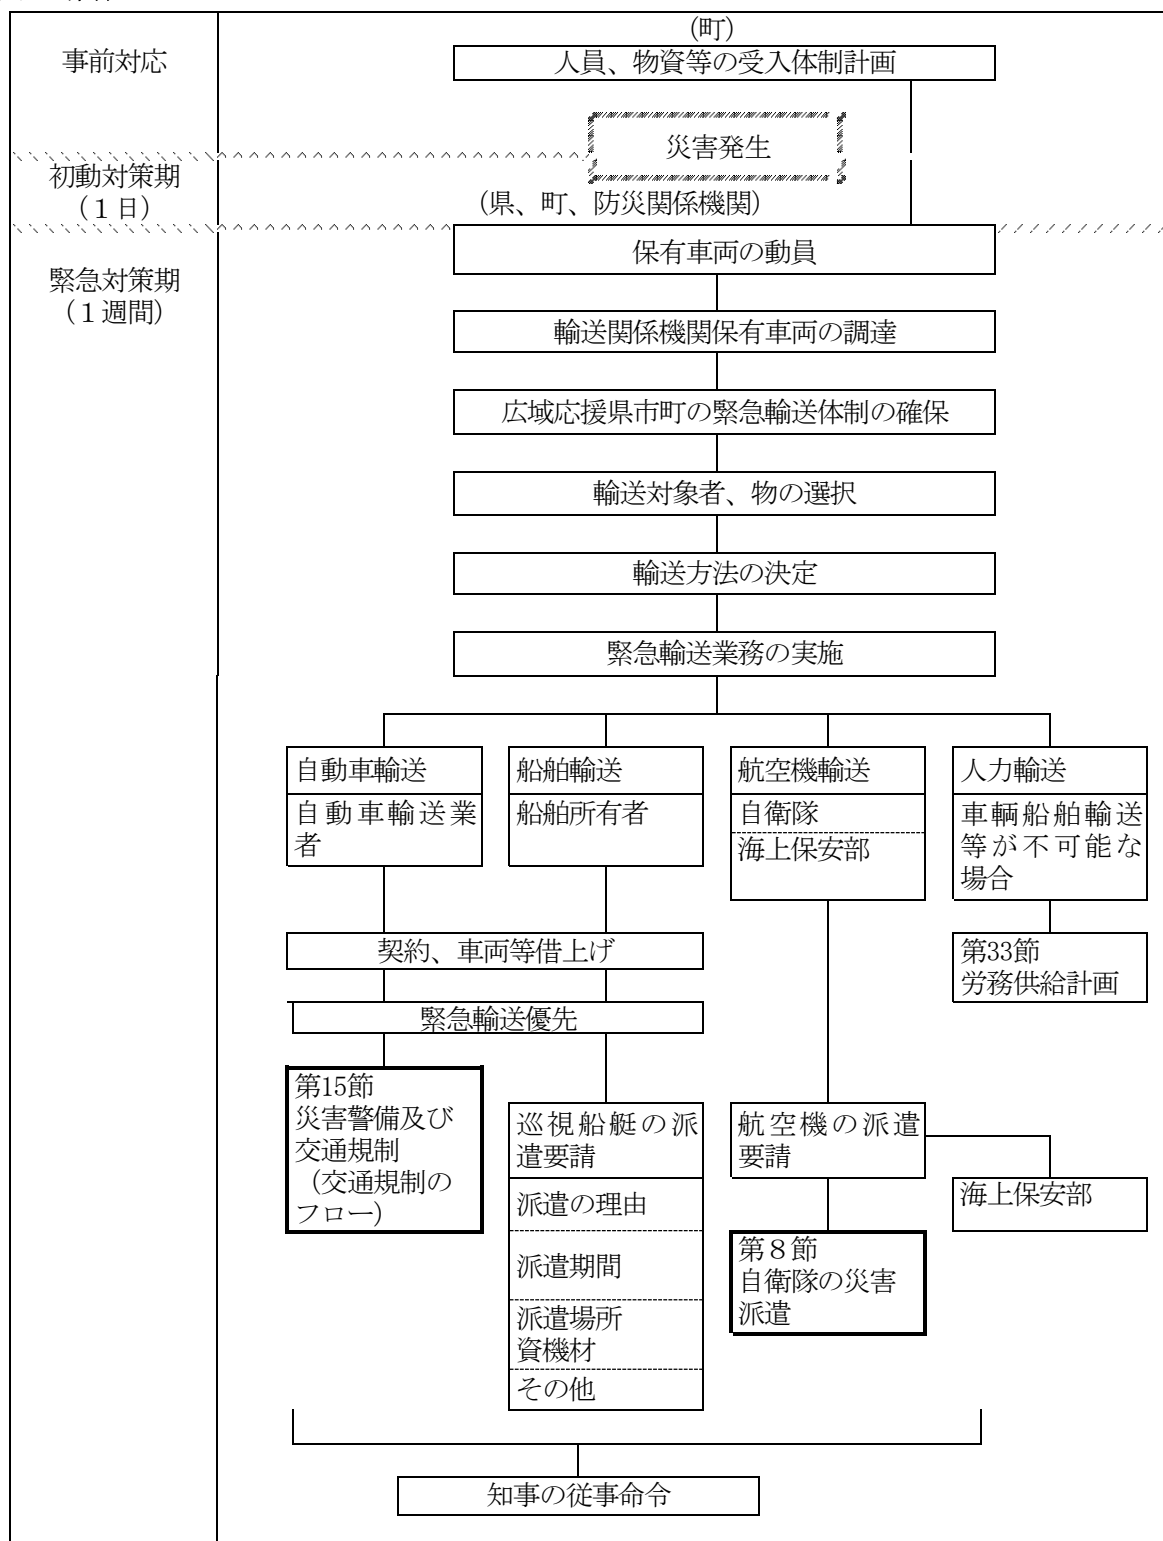 (町)
事前対応
人員、物資等の受入体制計画
災害発生
初動対策期
（１日）
(県、町、防災関係機関)
保有車両の動員
緊急対策期
（１週間）
輸送関係機関保有車両の調達
広域応援県市町の緊急輸送体制の確保
輸送対象者、物の選択
輸送方法の決定
緊急輸送業務の実施
自動車輸送
自動車輸送業
者
船舶輸送
船舶所有者
航空機輸送
自衛隊
海上保安部
人力輸送
車輌船舶輸送
等が不可能な
場合
契約、車両等借上げ
第33節
労務供給計画
緊急輸送優先
第15節
災害警備及び
交通規制
（交通規制の
フロー）
巡視船艇の派
遣要請
派遣の理由
派遣期間
派遣場所
資機材
その他
航空機の派遣
要請
海上保安部
第８節
自衛隊の災害
派遣
知事の従事命令